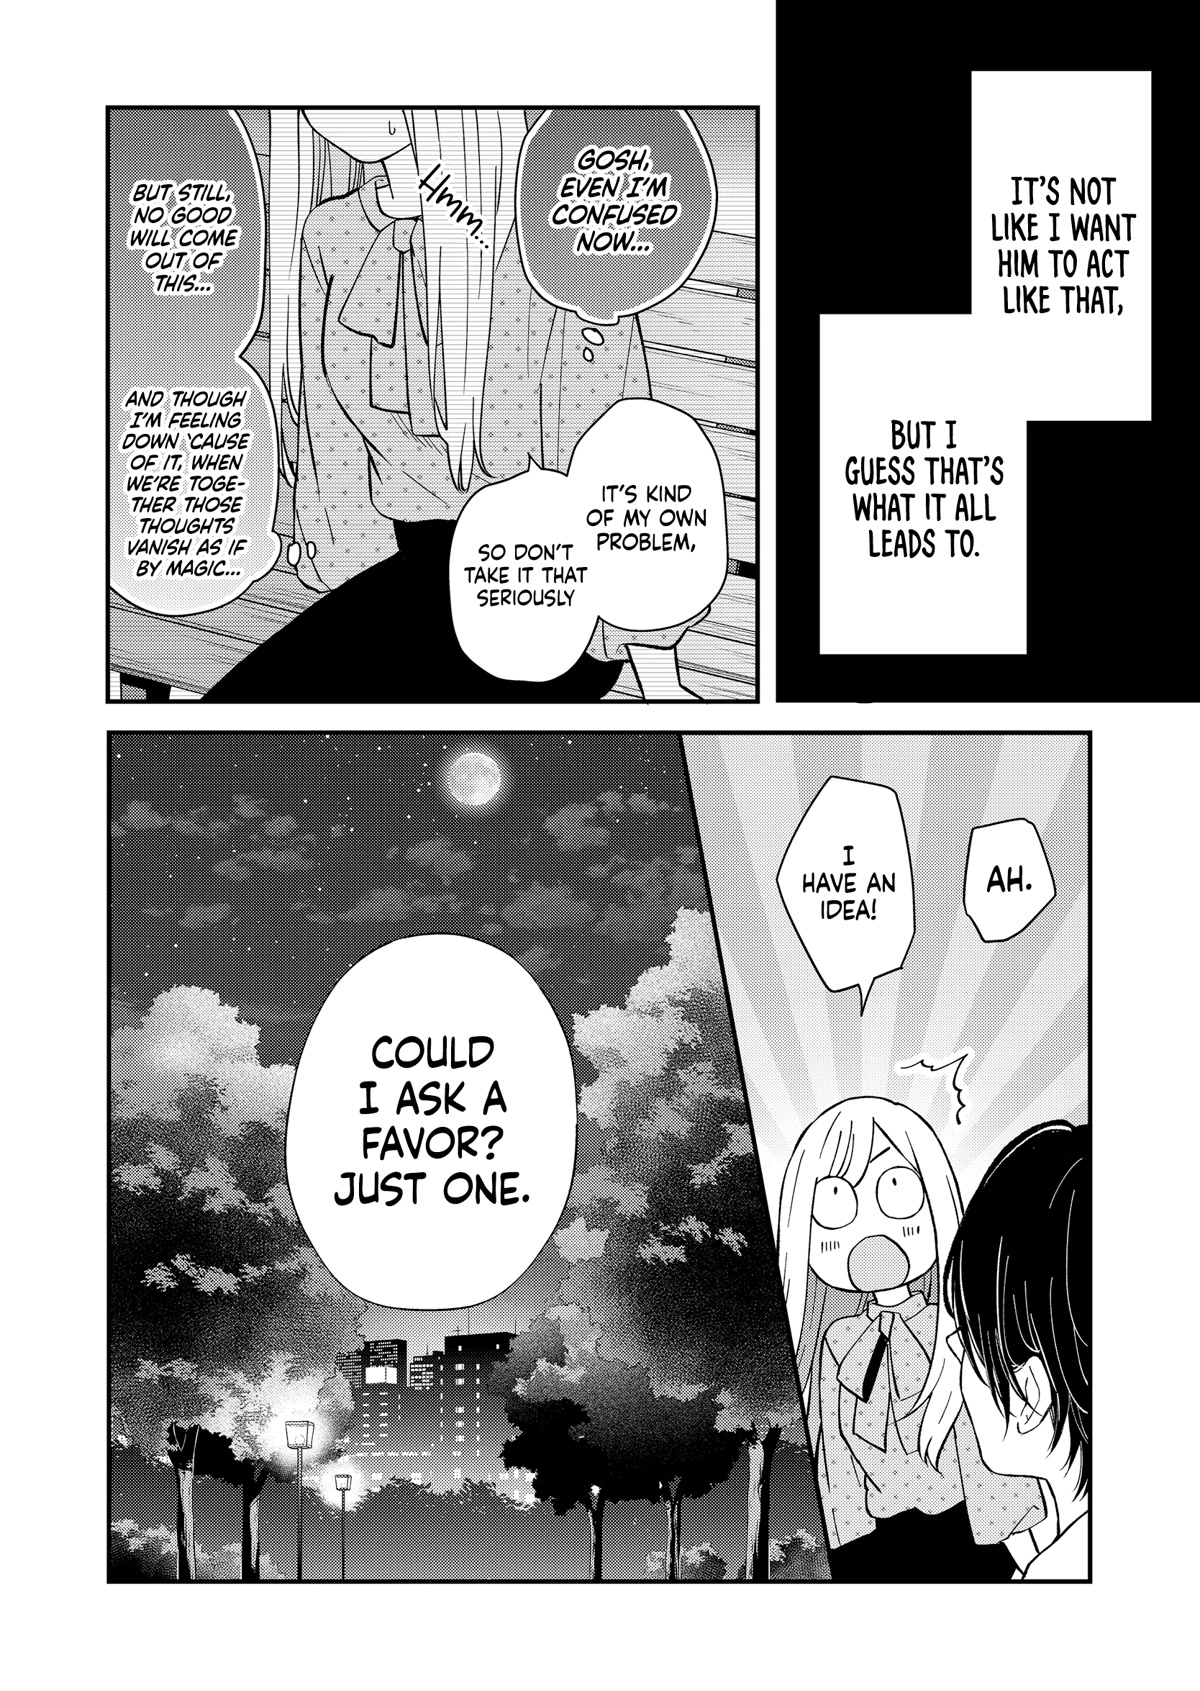 IT'S NOT
LIKE I WANT
HIM TO ACT
LIKE THAT,
BUT I
GUESS THAT'S
WHAT IT ALL
LEADS TO.
GOSH,
EVEN I'M
CONFUSED
NOW...
HMM...
IT'S KIND
OF MY OWN
PROBLEM,
SO DON'T
TAKE IT THAT
SERIOUSLY
BUT STILL,
NO GOOD
WILL COME
OUT OF
THIS...
AND THOUGH
I'M FEELING
DOWN 'CAUSE
OF IT, WHEN
WE'RE TOGE-
THER THOSE
THOUGHTS
VANISH AS IF
BY MAGIC...
AH.
I
HAVE AN
IDEA!
COULD
I ASK A
FAVOR?
JUST ONE.